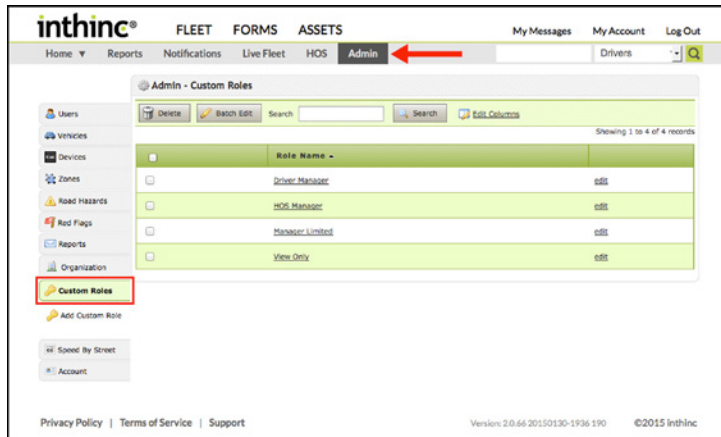 inthinc®
FLEET FORMS ASSETS
My Messages My Account Log Out
Home ▼ Reports Notifications Live Fleet HOS Admin
Drivers
Admin - Custom Roles
Users
Vehicles
Devices
Zones
Road Hazards
Red Flags
Reports
Organization
Custom Roles
Add Custom Role
Speed By Street
Account
Delete Batch Edit Search Search Edit Columns
Showing 1 to 4 of 4 records
Role Name
Driver Manager edit
HOS Manager edit
Manager Limited edit
View Only edit
Privacy Policy | Terms of Service | Support
Version: 2.0.66 20150130-1936 190 ©2015 inthinc